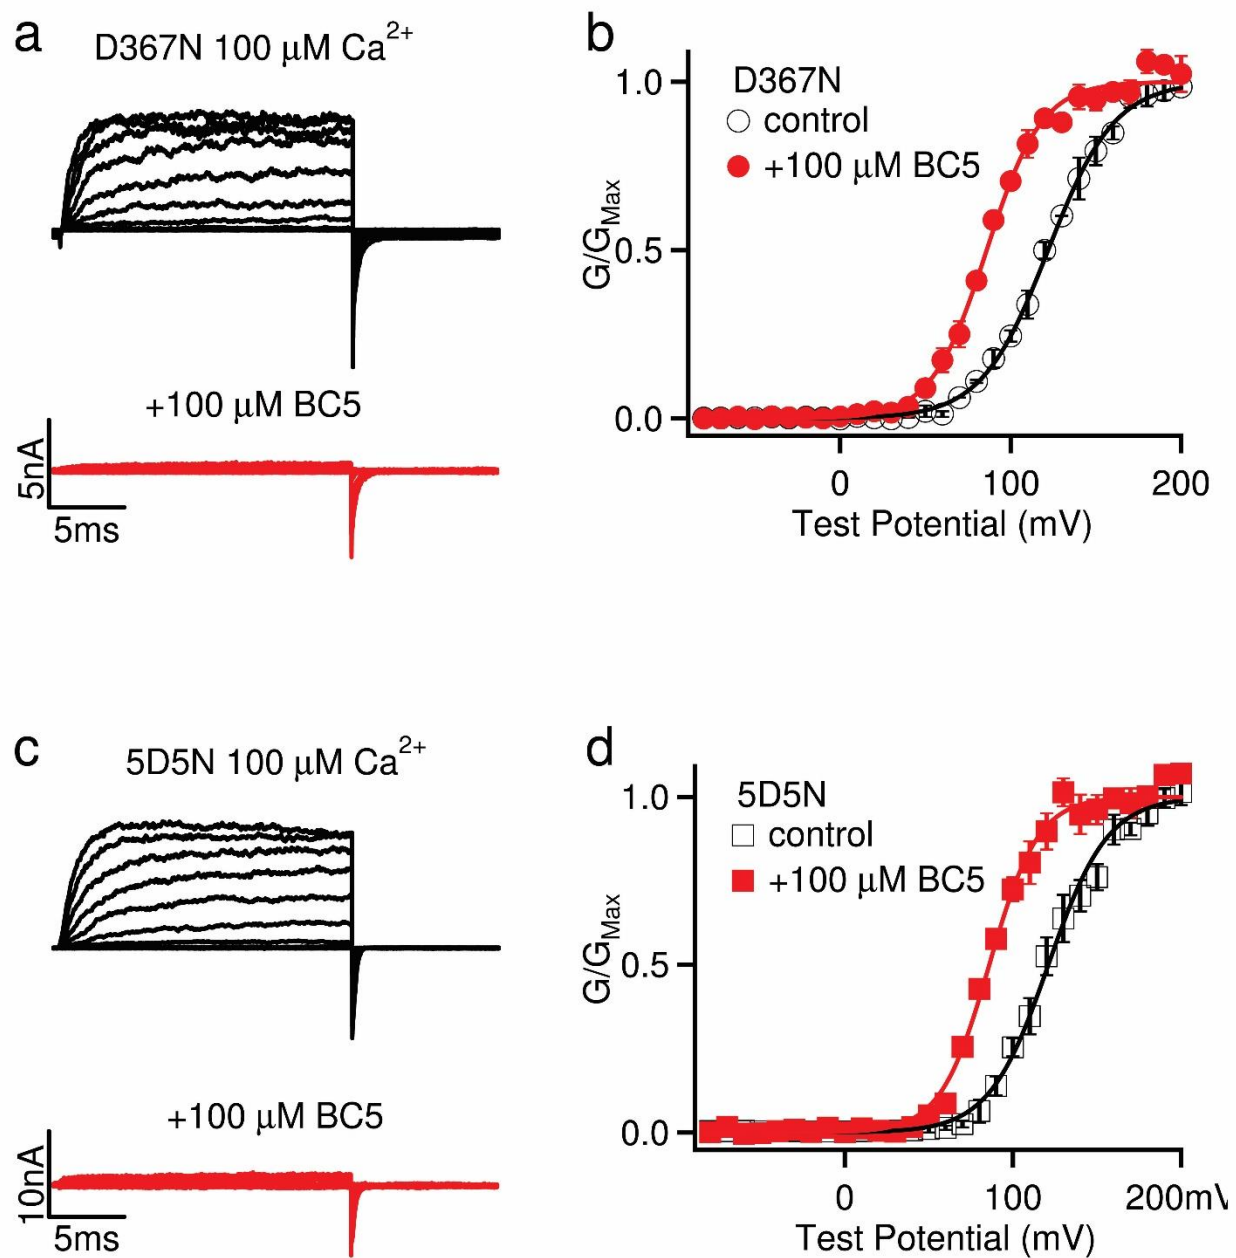 a
D367N 100 μM Ca2+
+100 μM BC5
5nA
5ms
b
D367N
control
+100 μM BC5
G/GMax
1.0
0.5
0.0
0 100 200
Test Potential (mV)
c
5D5N 100 μM Ca2+
+100 μM BC5
10nA
5ms
d
5D5N
control
+100 μM BC5
G/GMax
1.0
0.5
0.0
0 100 200mV
Test Potential (mV)